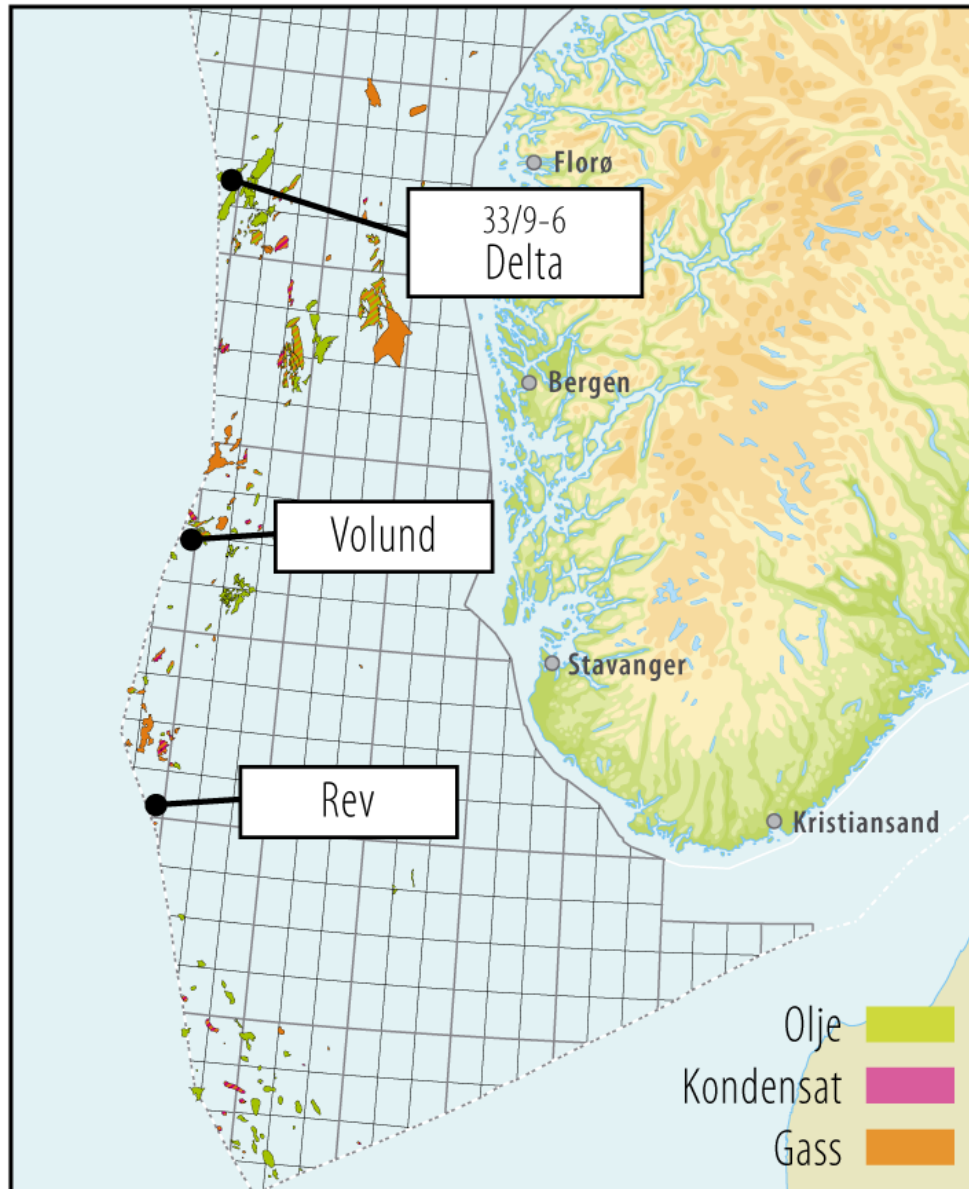 Florø
33/9-6
Delta
Bergen
Volund
Stavanger
Rev
Kristiansand
Olje
Kondensat
Gass